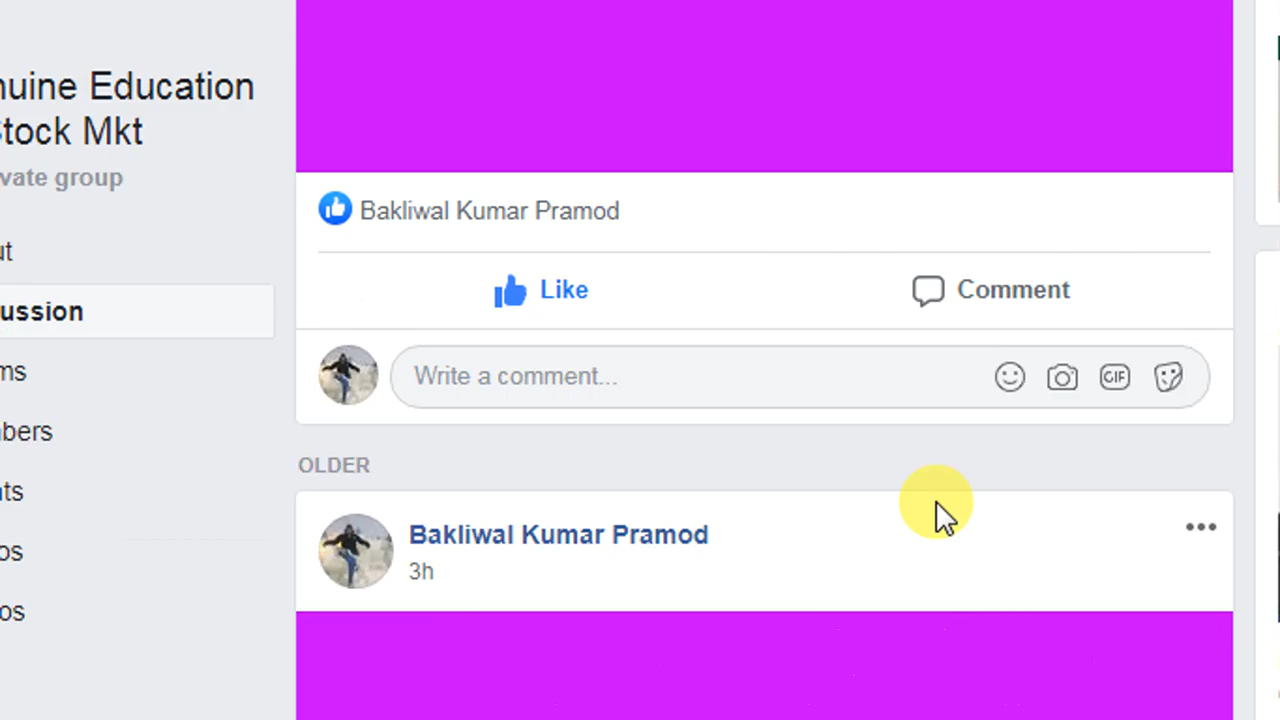 nuine Education
Stock Mkt
vate group
ut
ussion
ms
bers
ts
os
os
Bakliwal Kumar Pramod
Like
Comment
Write a comment...
GIF
OLDER
Bakliwal Kumar Pramod
3h